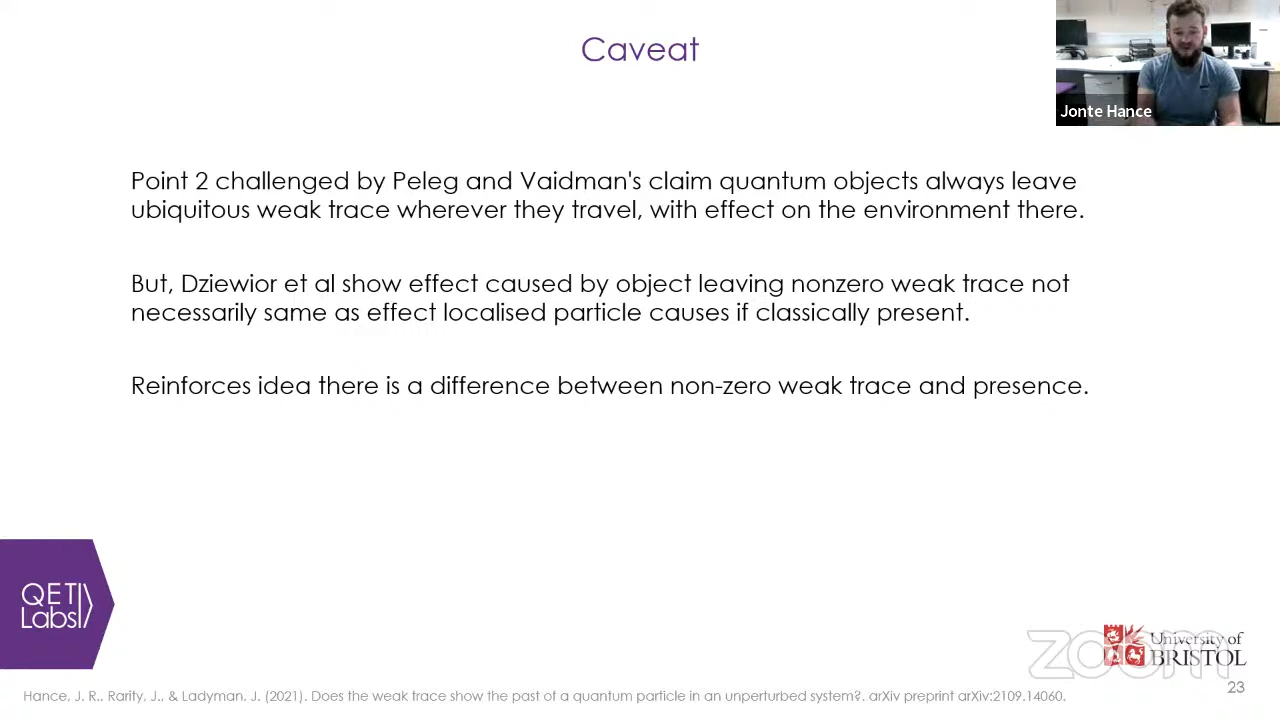 Caveat
Jonte Hance
Point 2 challenged by Peleg and Vaidman's claim quantum objects always leave
ubiquitous weak trace wherever they travel, with effect on the environment there.
But, Dziewior et al show effect caused by object leaving nonzero weak trace not
necessarily same as effect localised particle causes if classically present.
Reinforces idea there is a difference between non-zero weak trace and presence.
QET
Labs
zoom
University of
BRISTOL
Hance, J. R., Rarity, J., & Ladyman, J. (2021). Does the weak trace show the past of a quantum particle in an unperturbed system?. arXiv preprint arXiv:2109.14060.
23